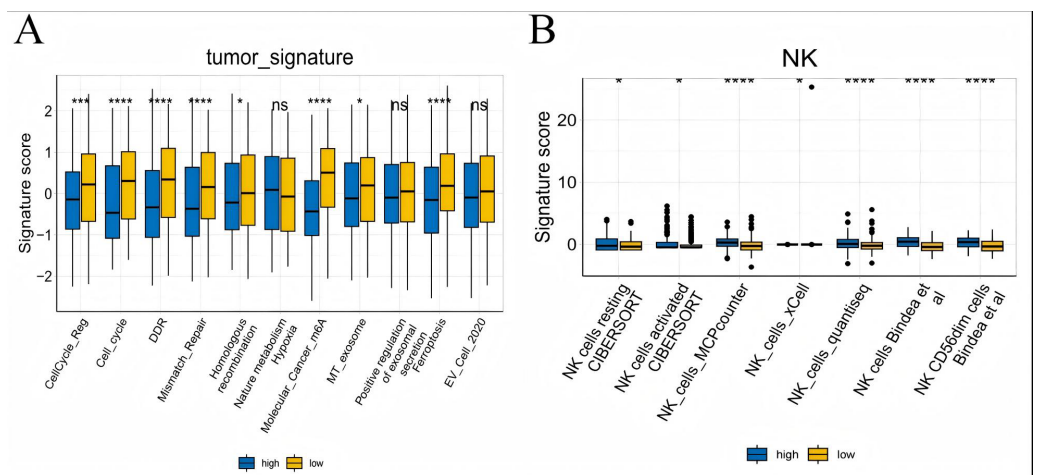 A
tumor_signature
Signature score
2
1
0
−1
−2
***
****
****
****
*
ns
****
*
ns
****
ns
CellCycle_Reg
Cell_cycle
DDR
Mismatch_Repair
Homologous
recombination
Nature metabolism
Hypoxia
Molecular_Cancer_m6A
MT_exosome
Positive regulation
of exosomal
secretion
Ferroptosis
EV_Cell_2020
high
low
B
NK
Signature score
20
10
0
*
*
****
*
****
****
****
NK cells resting
CIBERSORT
NK cells activated
CIBERSORT
NK_cells_MCPcounter
NK_cells_xCell
NK_cells_quantiseq
NK cells Bindea et
al
NK CD56dim cells
Bindea et al
high
low